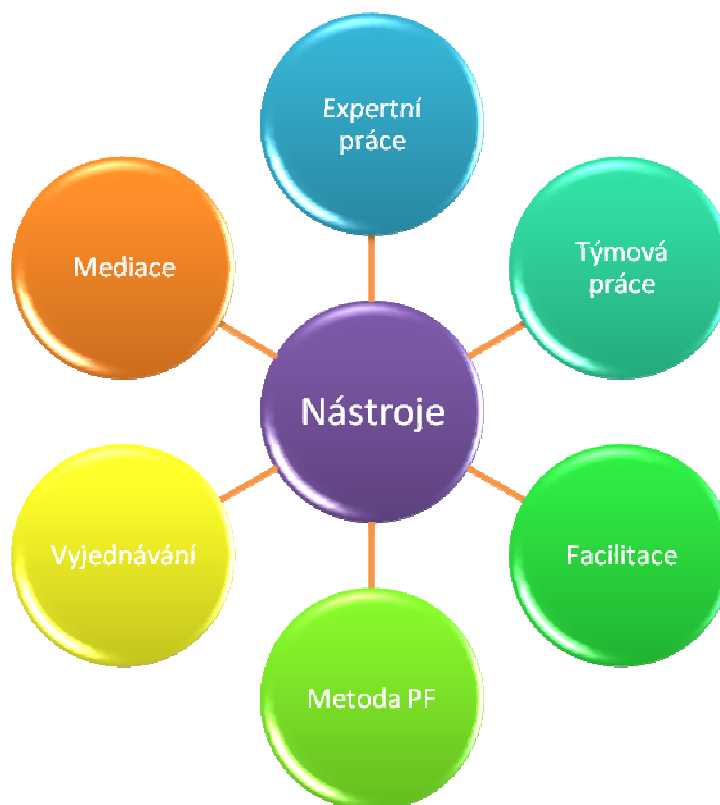 Expertní
práce
Týmová
práce
Facilitace
Metoda PF
Vyjednávání
Mediace
Nástroje